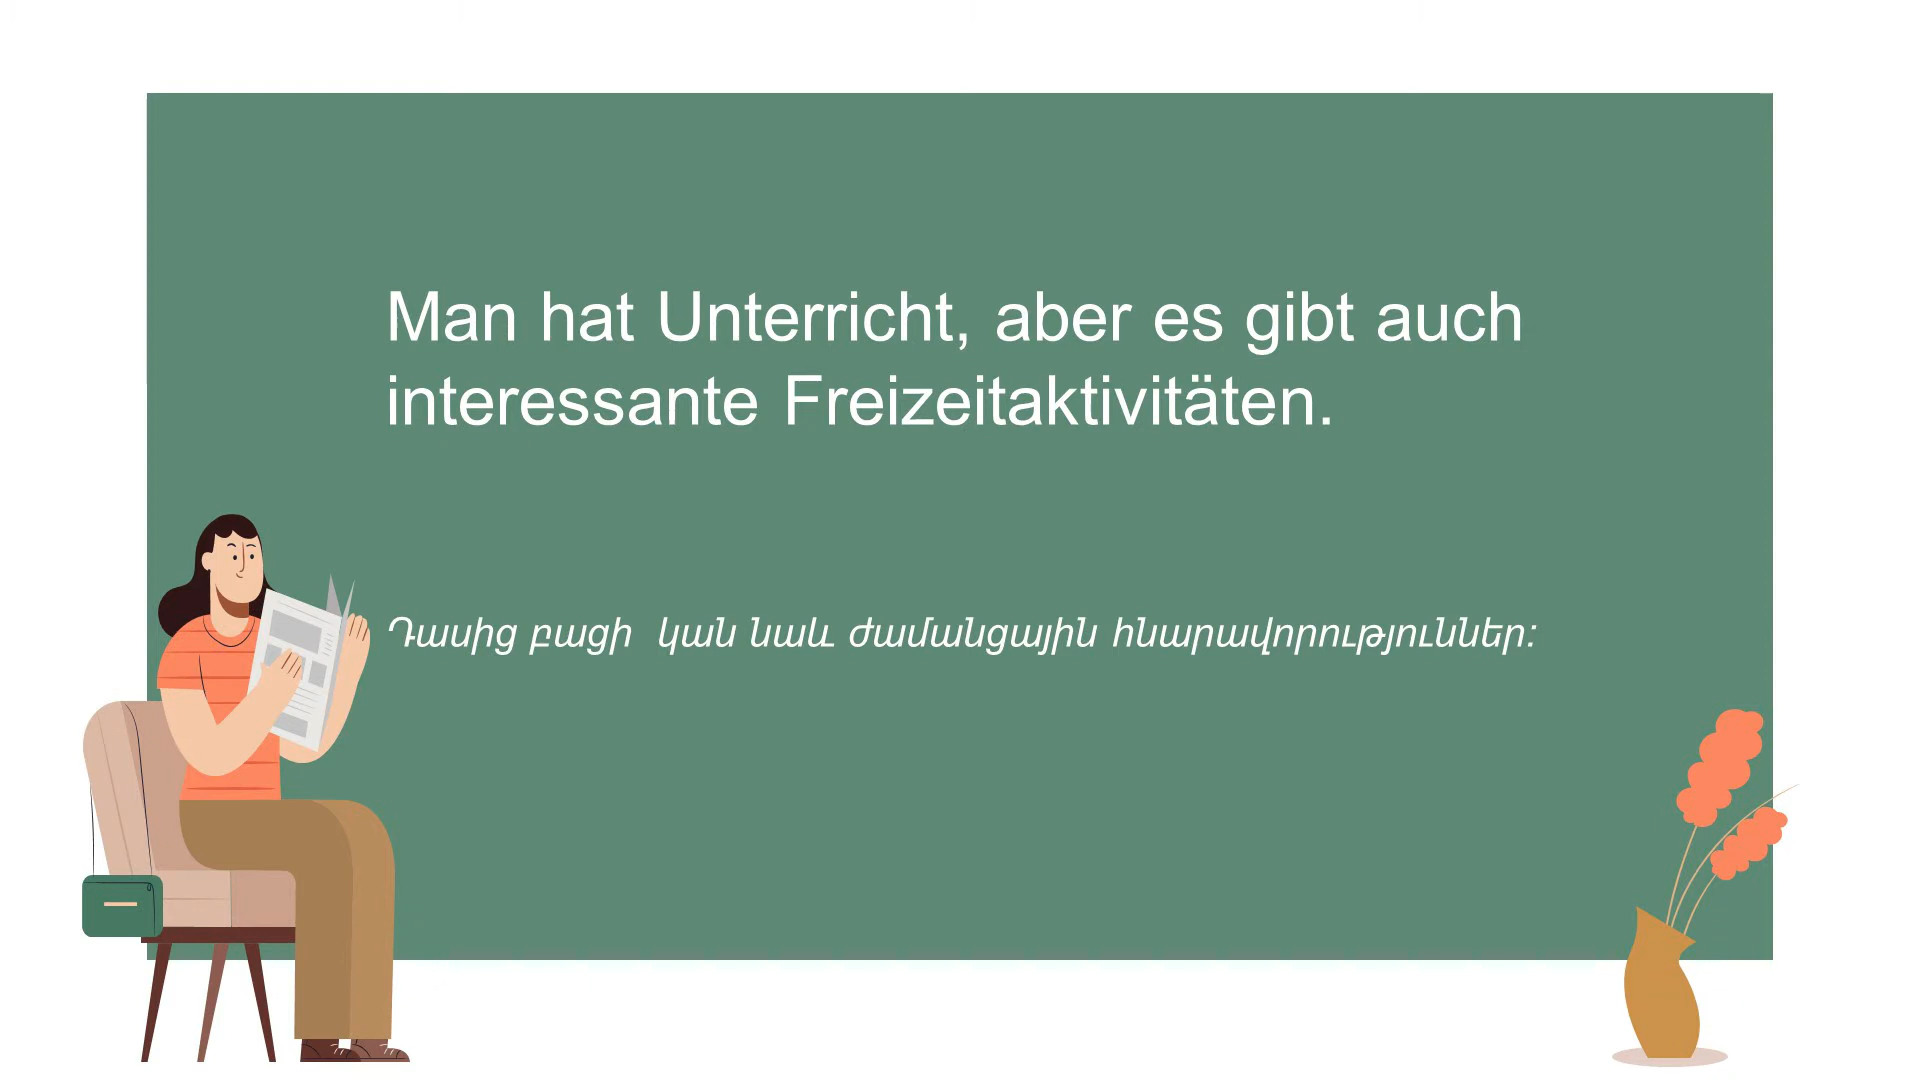 Man hat Unterricht, aber es gibt auch
interessante Freizeitaktivitäten.
Դասից բացի կան նաև ժամանցային հնարավորություններ: